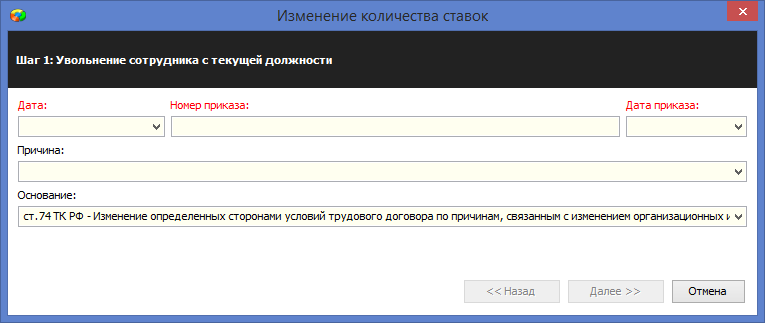 Изменение количества ставок
Шаг 1: Увольнение сотрудника с текущей должности
Дата: Номер приказа: Дата приказа:
Причина:
Основание:
ст.74 ТК РФ - Изменение определенных сторонами условий трудового договора по причинам, связанным с изменением организационных и
<< Назад Далее >> Отмена